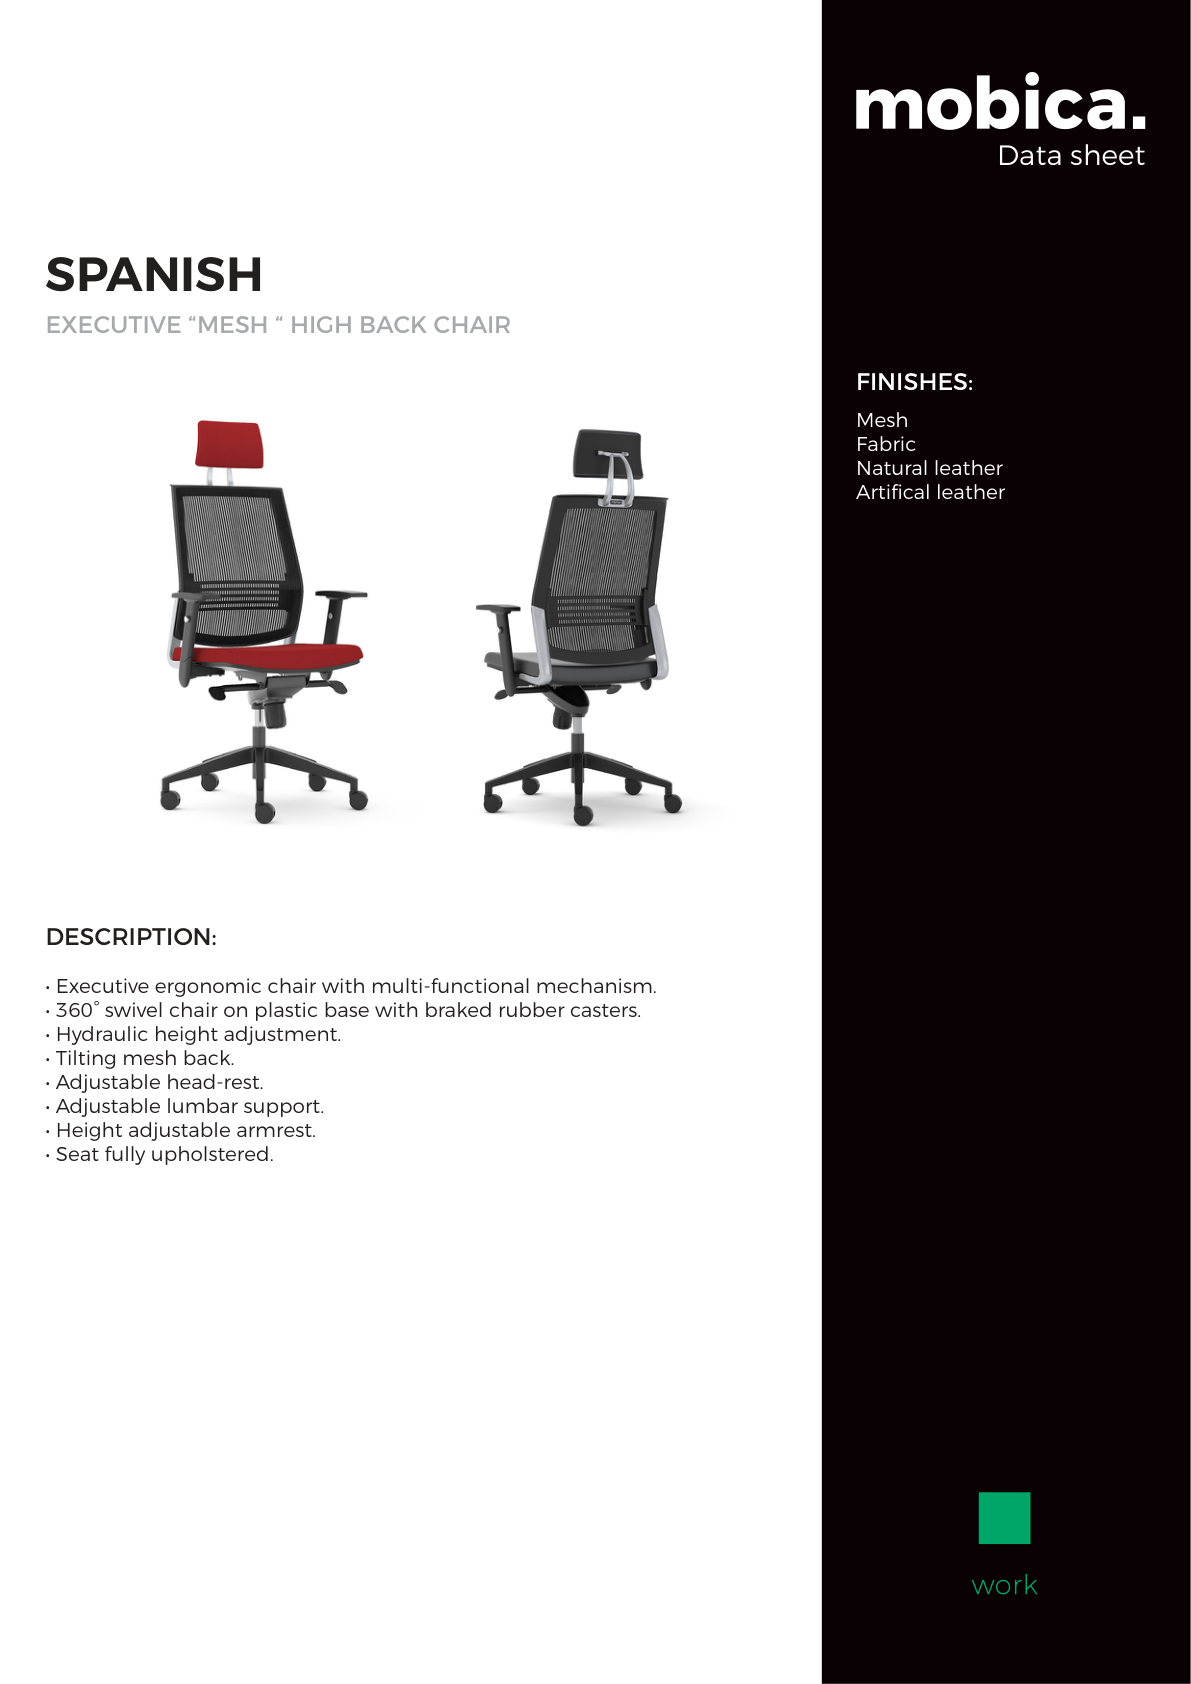 mobica.
Data sheet
SPANISH
EXECUTIVE “MESH “ HIGH BACK CHAIR
FINISHES:
Mesh
Fabric
Natural leather
Artifical leather
DESCRIPTION:
• Executive ergonomic chair with multi-functional mechanism.
• 360° swivel chair on plastic base with braked rubber casters.
• Hydraulic height adjustment.
• Tilting mesh back.
• Adjustable head-rest.
• Adjustable lumbar support.
• Height adjustable armrest.
• Seat fully upholstered.
work